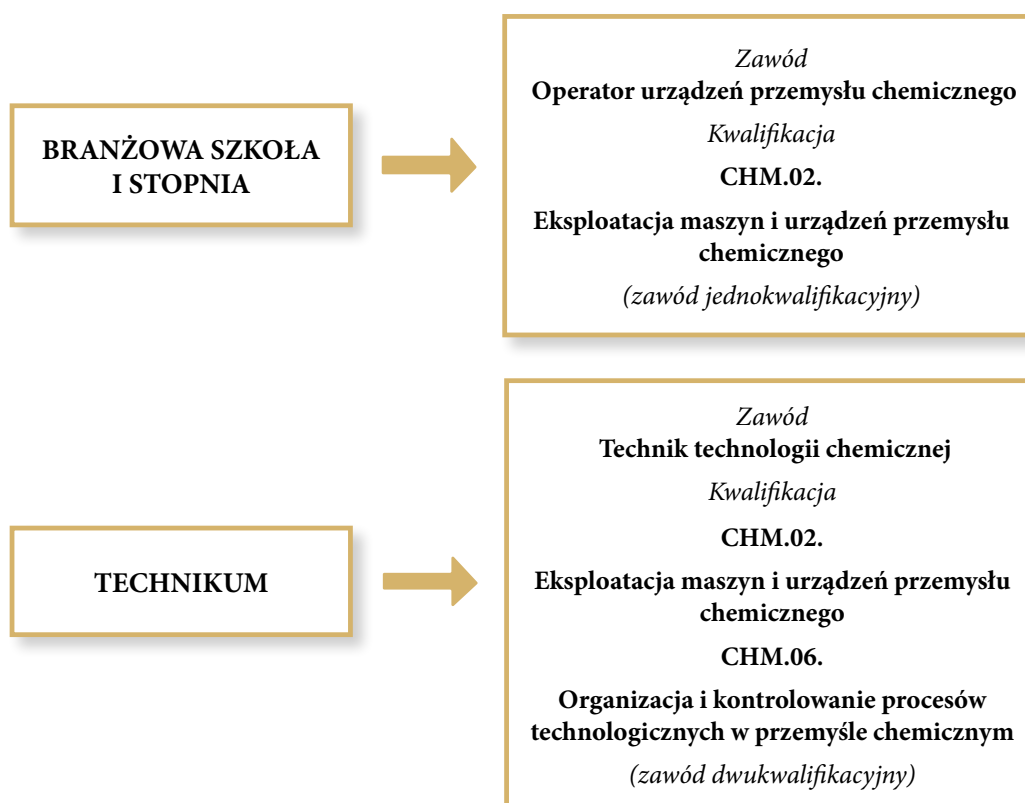 BRANŻOWA SZKOŁA
I STOPNIA
Zawód
Operator urządzeń przemysłu chemicznego
Kwalifikacja
CHM.02.
Eksploatacja maszyn i urządzeń przemysłu
chemicznego
(zawód jednokwalifikacyjny)
TECHNIKUM
Zawód
Technik technologii chemicznej
Kwalifikacja
CHM.02.
Eksploatacja maszyn i urządzeń przemysłu
chemicznego
CHM.06.
Organizacja i kontrolowanie procesów
technologicznych w przemyśle chemicznym
(zawód dwukwalifikacyjny)